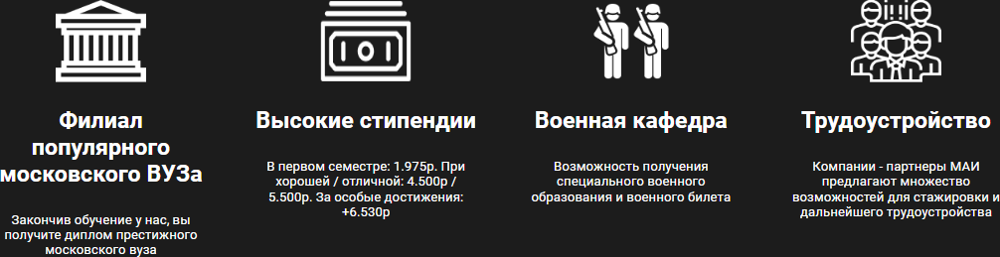 Филиал
популярного
московского ВУЗа
Закончив обучение у нас, вы
получите диплом престижного
московского вуза
Высокие стипендии
В первом семестре: 1.975р. При
хорошей / отличной: 4.500р /
5.500р. За особые достижения:
+6.530р
Военная кафедра
Возможность получения
специального военного
образования и военного билета
Трудоустройство
Компании - партнеры МАИ
предлагают множество
возможностей для стажировки и
дальнейшего трудоустройства